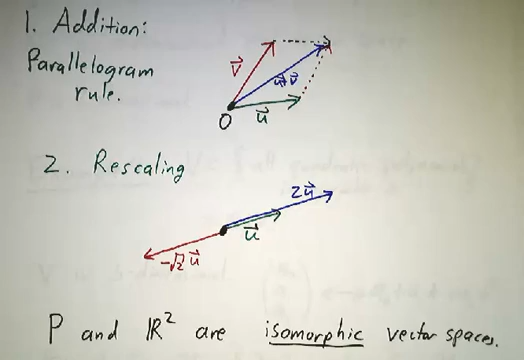 1. Addition:
Parallelogram
rule.
v⃗
u⃗+v⃗
u⃗
O
2. Rescaling
2u⃗
u⃗
-√2 u⃗
P and ℝ² are isomorphic vector spaces.